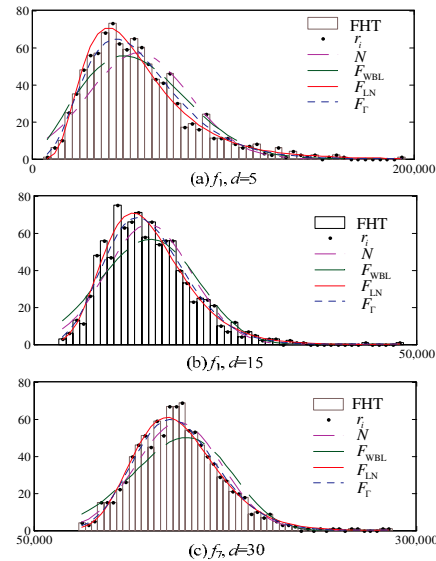 80
60
40
20
0
FHT
r_i
N
F_WBL
F_LN
F_Γ
0 200,000
(a) f_1, d=5
80
60
40
20
0
FHT
r_i
N
F_WBL
F_LN
F_Γ
50,000
(b) f_1, d=15
80
60
40
20
0
FHT
r_i
N
F_WBL
F_LN
F_Γ
50,000 300,000
(c) f_7, d=30